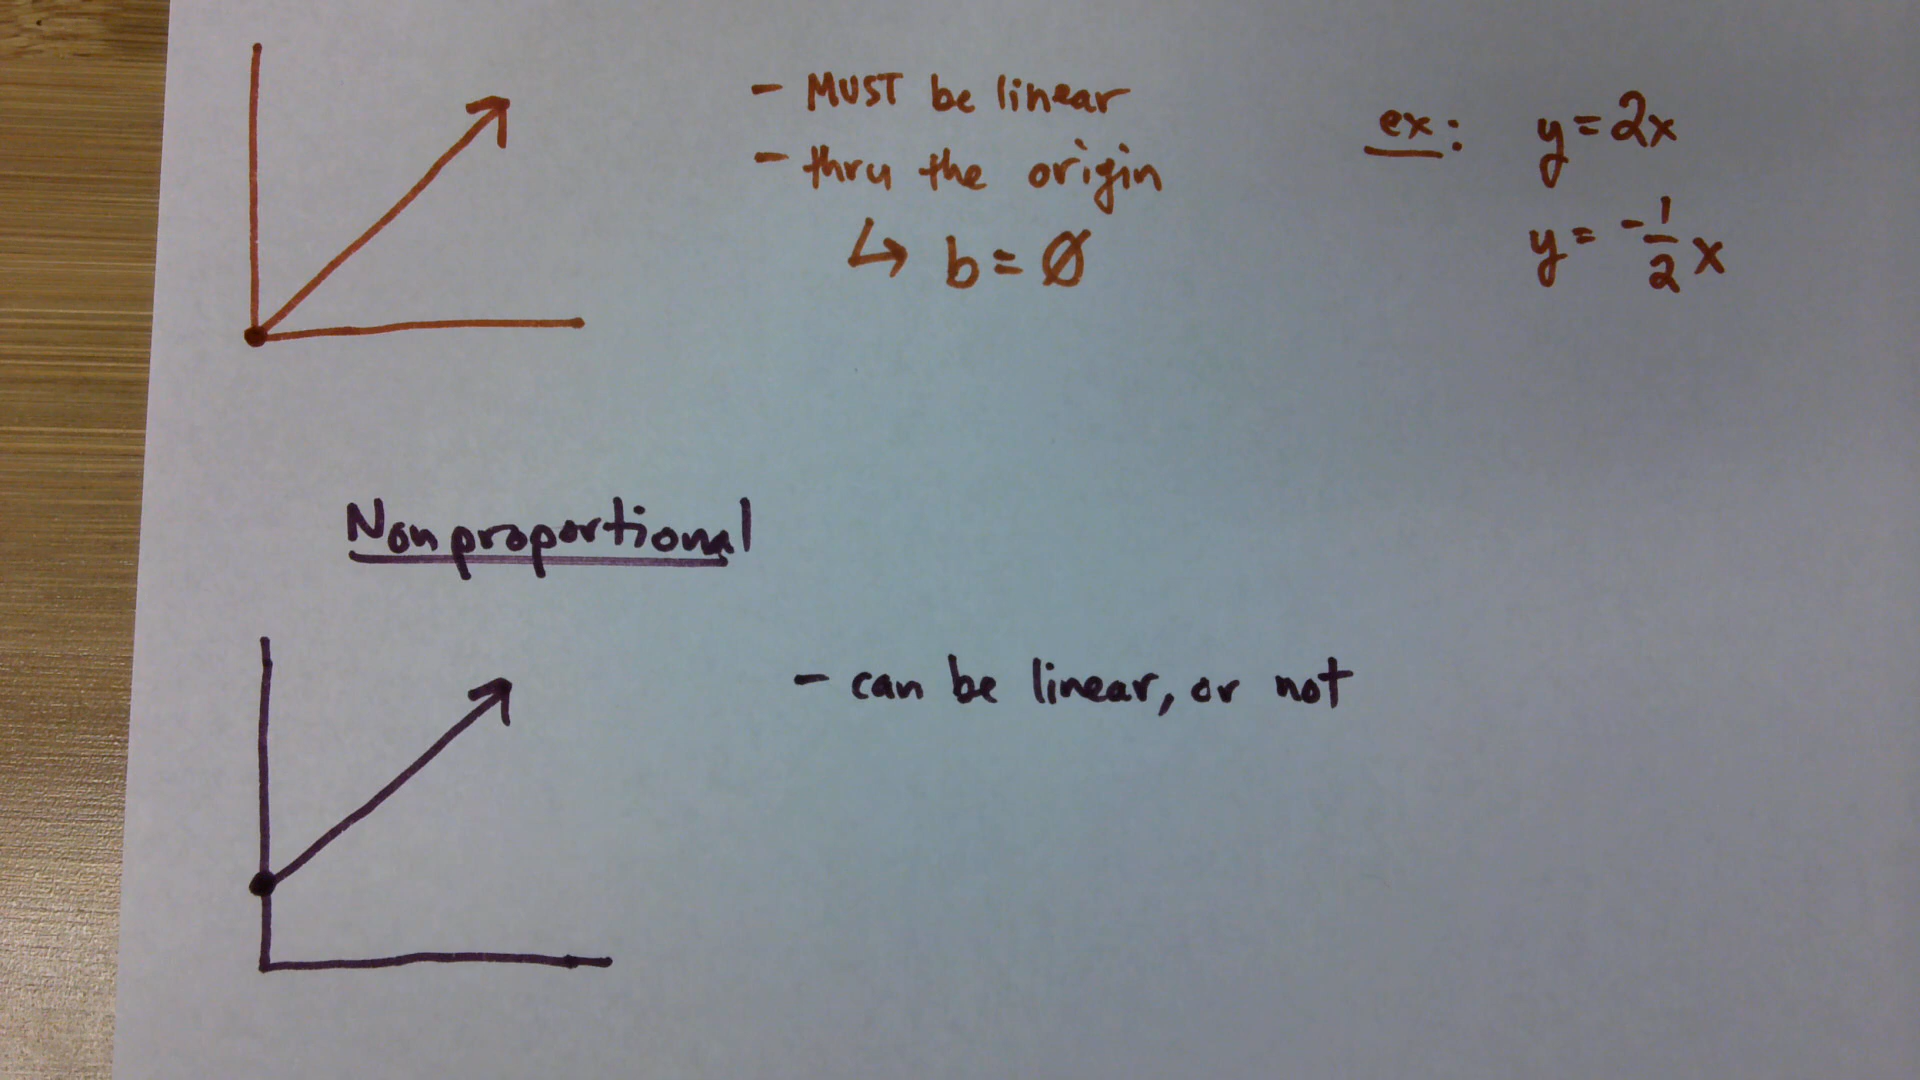 - MUST be linear
- thru the origin
↳ b = Ø
ex: y = 2x
y = -1/2 x
Nonproportional
- can be linear, or not